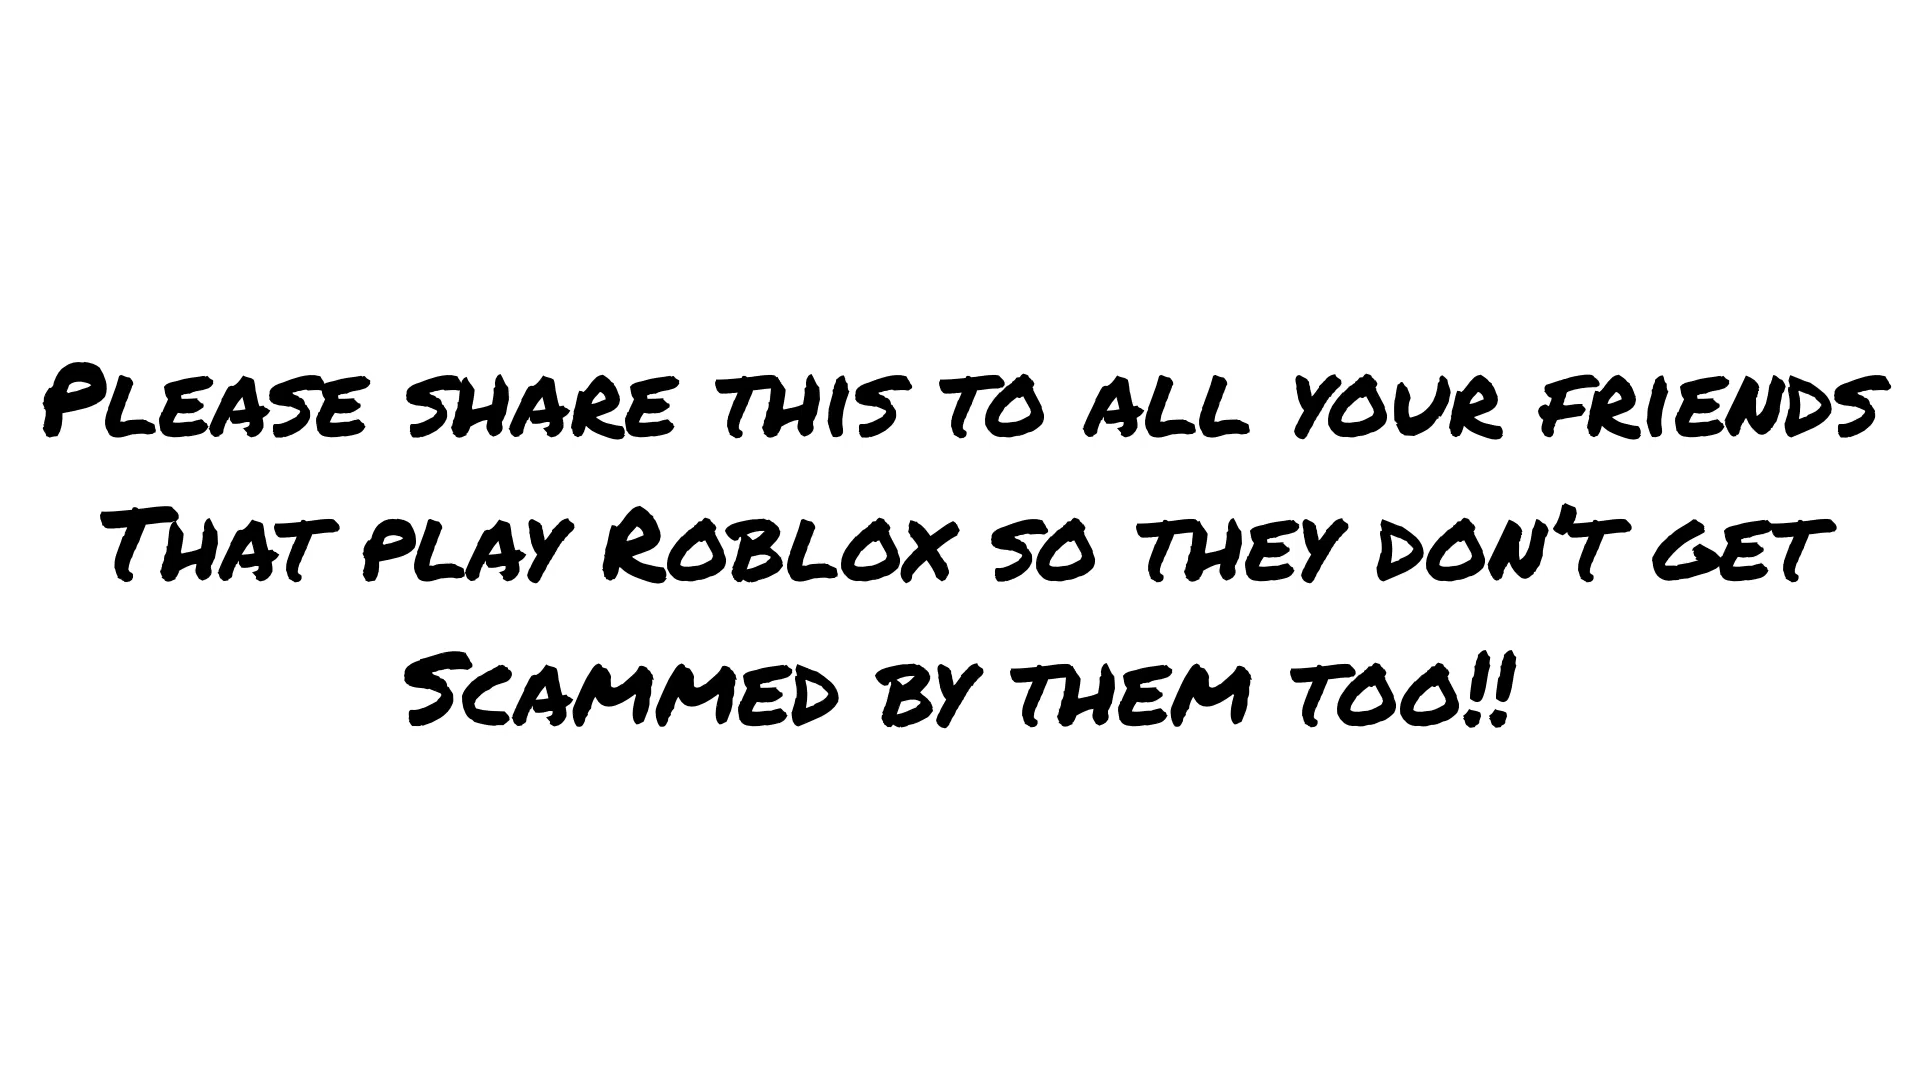 Please share this to all your friends
That play Roblox so they don't get
Scammed by them too!!